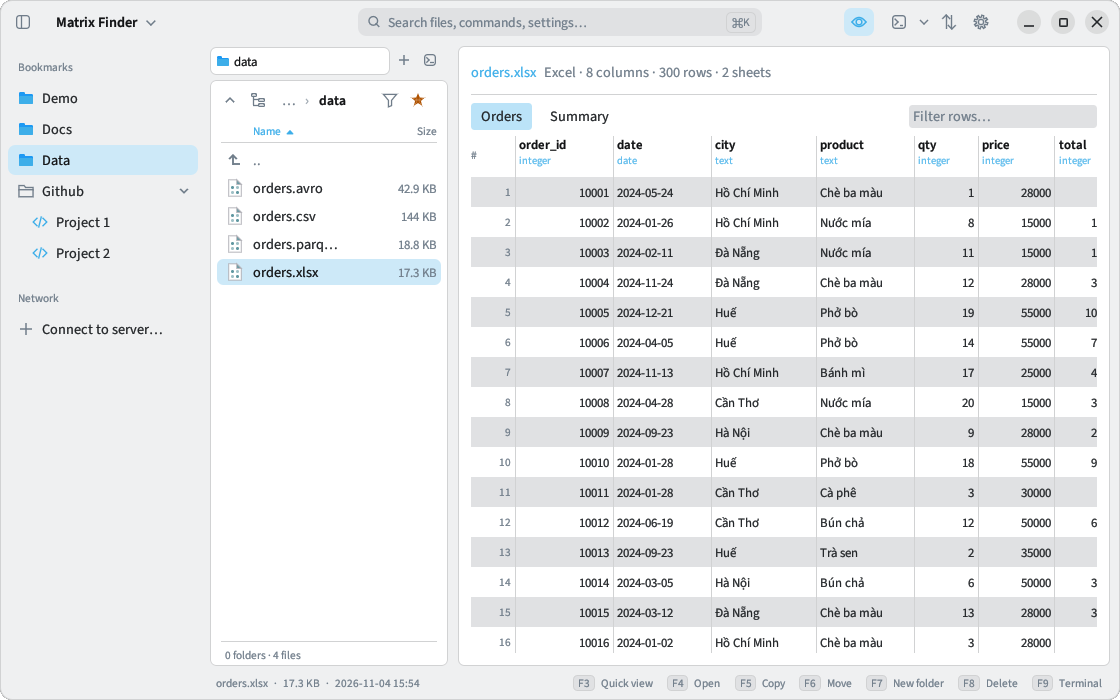 Matrix Finder
Search files, commands, settings…
⌘K
Bookmarks
Demo
Docs
Data
Github
Project 1
Project 2
Network
Connect to server…
data
… › data
Name Size
..
orders.avro 42.9 KB
orders.csv 144 KB
orders.parq… 18.8 KB
orders.xlsx 17.3 KB
0 folders · 4 files
orders.xlsx Excel · 8 columns · 300 rows · 2 sheets
Orders Summary Filter rows…
# order_id date city product qty price total
integer date text text integer integer integer
1 10001 2024-05-24 Hồ Chí Minh Chè ba màu 1 28000
2 10002 2024-01-26 Hồ Chí Minh Nước mía 8 15000 1
3 10003 2024-02-11 Đà Nẵng Nước mía 11 15000 1
4 10004 2024-11-24 Đà Nẵng Chè ba màu 12 28000 3
5 10005 2024-12-21 Huế Phở bò 19 55000 10
6 10006 2024-04-05 Huế Phở bò 14 55000 7
7 10007 2024-11-13 Hồ Chí Minh Bánh mì 17 25000 4
8 10008 2024-04-28 Cần Thơ Nước mía 20 15000 3
9 10009 2024-09-23 Hà Nội Chè ba màu 9 28000 2
10 10010 2024-01-28 Huế Phở bò 18 55000 9
11 10011 2024-01-28 Cần Thơ Cà phê 3 30000
12 10012 2024-06-19 Cần Thơ Bún chả 12 50000 6
13 10013 2024-09-23 Huế Trà sen 2 35000
14 10014 2024-03-05 Hà Nội Bún chả 6 50000 3
15 10015 2024-03-12 Đà Nẵng Chè ba màu 13 28000 3
16 10016 2024-01-02 Hồ Chí Minh Chè ba màu 3 28000
orders.xlsx · 17.3 KB · 2026-11-04 15:54
F3 Quick view F4 Open F5 Copy F6 Move F7 New folder F8 Delete F9 Terminal